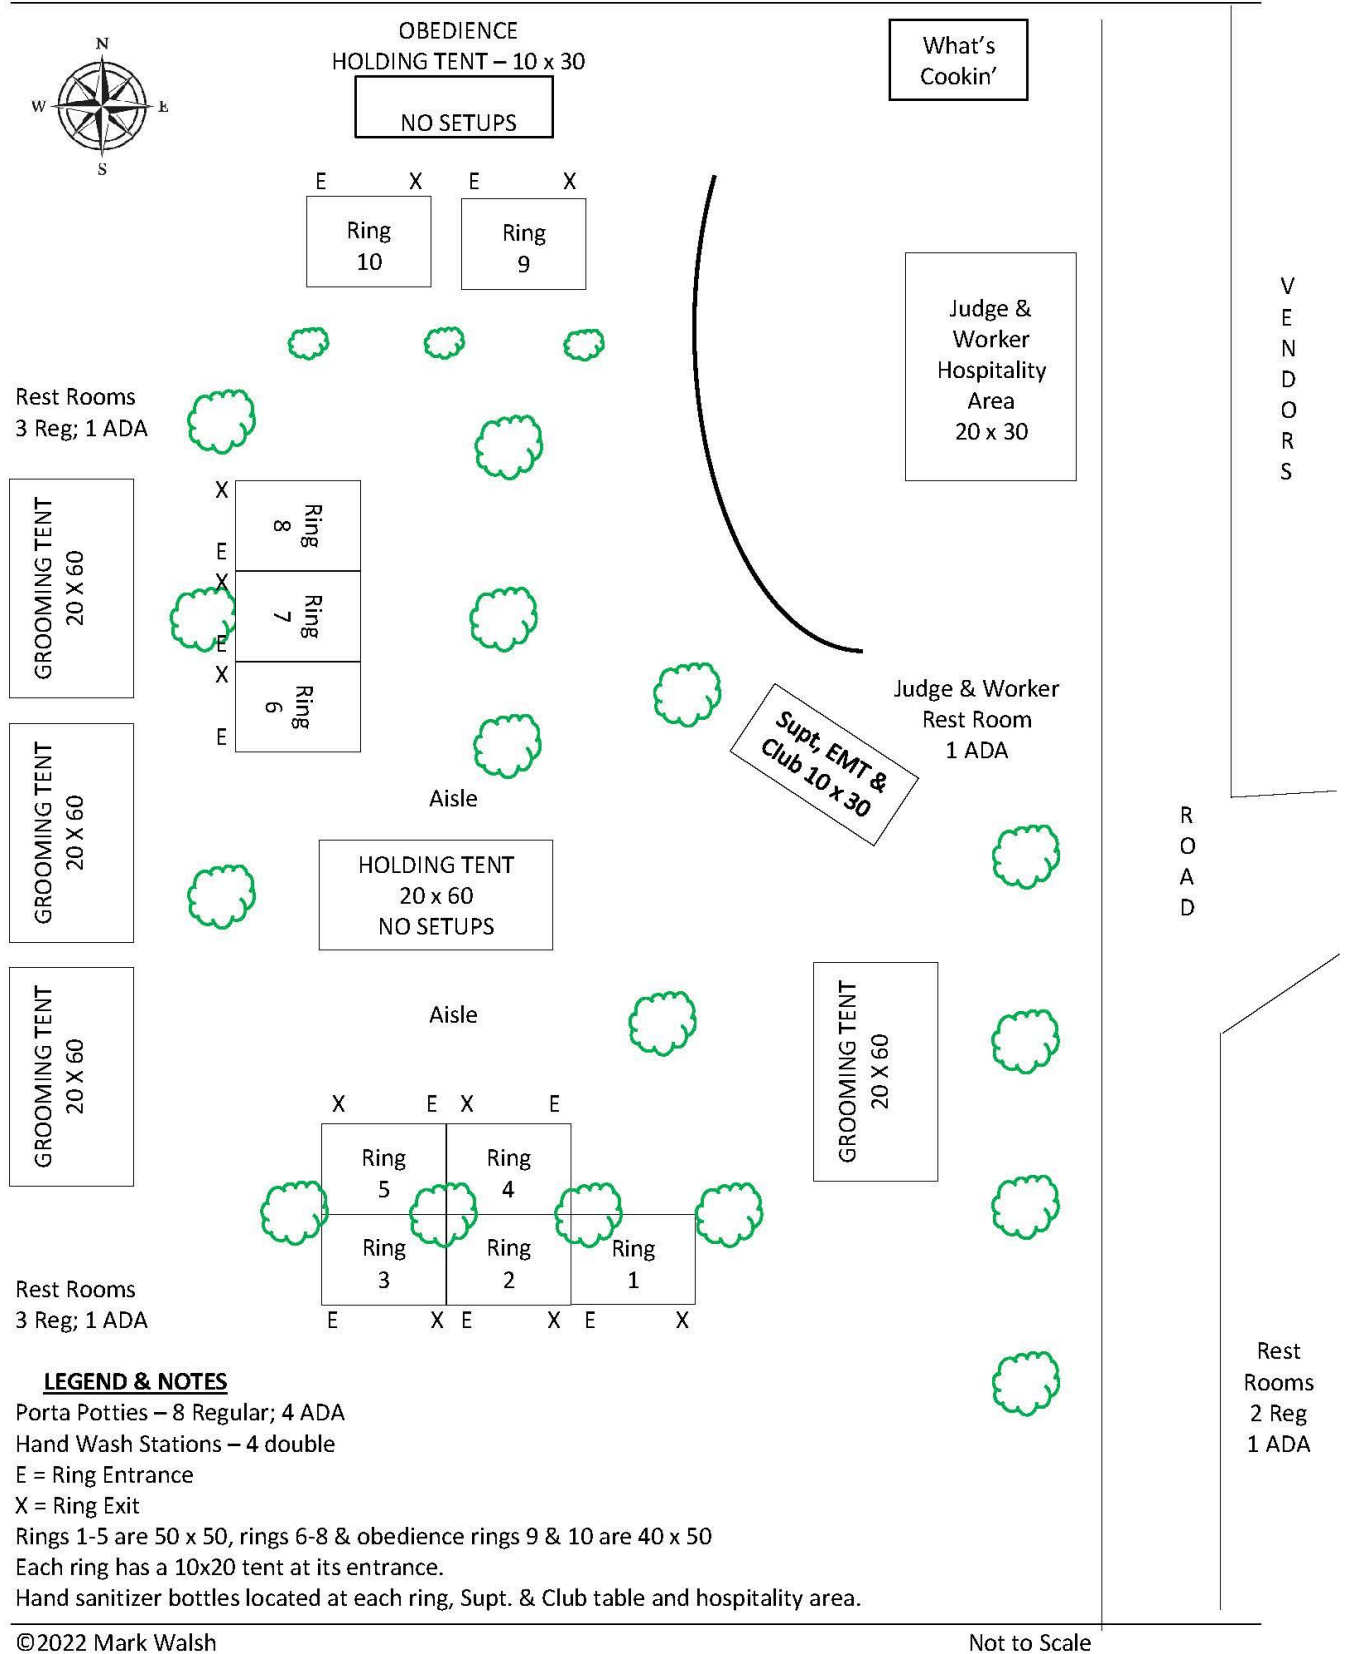 N
W
E
S
OBEDIENCE
HOLDING TENT – 10 x 30
NO SETUPS
What's
Cookin'
E
X
E
X
Ring
10
Ring
9
Judge &
Worker
Hospitality
Area
20 x 30
V
E
N
D
O
R
S
Rest Rooms
3 Reg; 1 ADA
GROOMING TENT
20 X 60
X
E
Ring
8
X
E
Ring
7
X
E
Ring
6
Judge & Worker
Rest Room
1 ADA
Supt, EMT &
Club 10 x 30
GROOMING TENT
20 X 60
Aisle
HOLDING TENT
20 x 60
NO SETUPS
R
O
A
D
GROOMING TENT
20 X 60
Aisle
GROOMING TENT
20 X 60
X
E
X
E
Ring
5
Ring
4
Ring
3
Ring
2
Ring
1
E
X
E
X
E
X
Rest Rooms
3 Reg; 1 ADA
Rest
Rooms
2 Reg
1 ADA
LEGEND & NOTES
Porta Potties – 8 Regular; 4 ADA
Hand Wash Stations – 4 double
E = Ring Entrance
X = Ring Exit
Rings 1-5 are 50 x 50, rings 6-8 & obedience rings 9 & 10 are 40 x 50
Each ring has a 10x20 tent at its entrance.
Hand sanitizer bottles located at each ring, Supt. & Club table and hospitality area.
©2022 Mark Walsh
Not to Scale